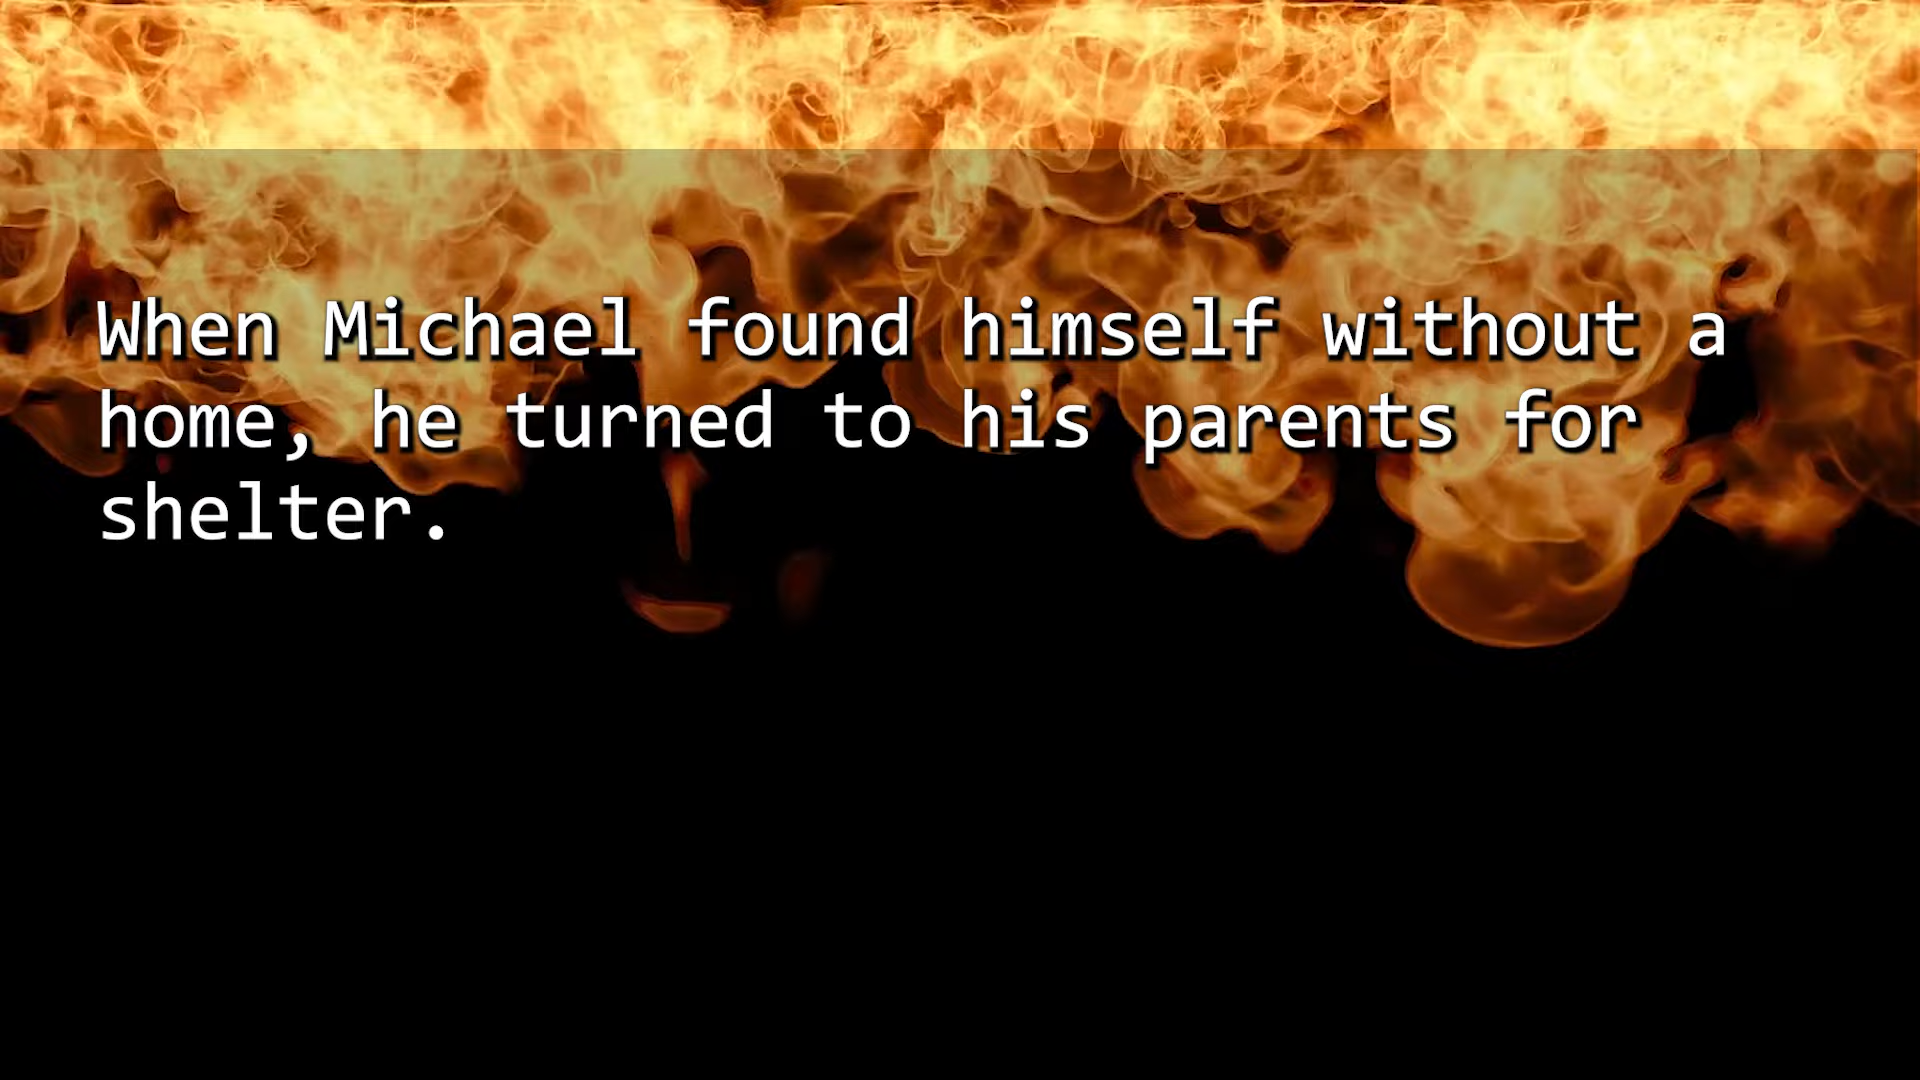 When Michael found himself without a
home, he turned to his parents for
shelter.